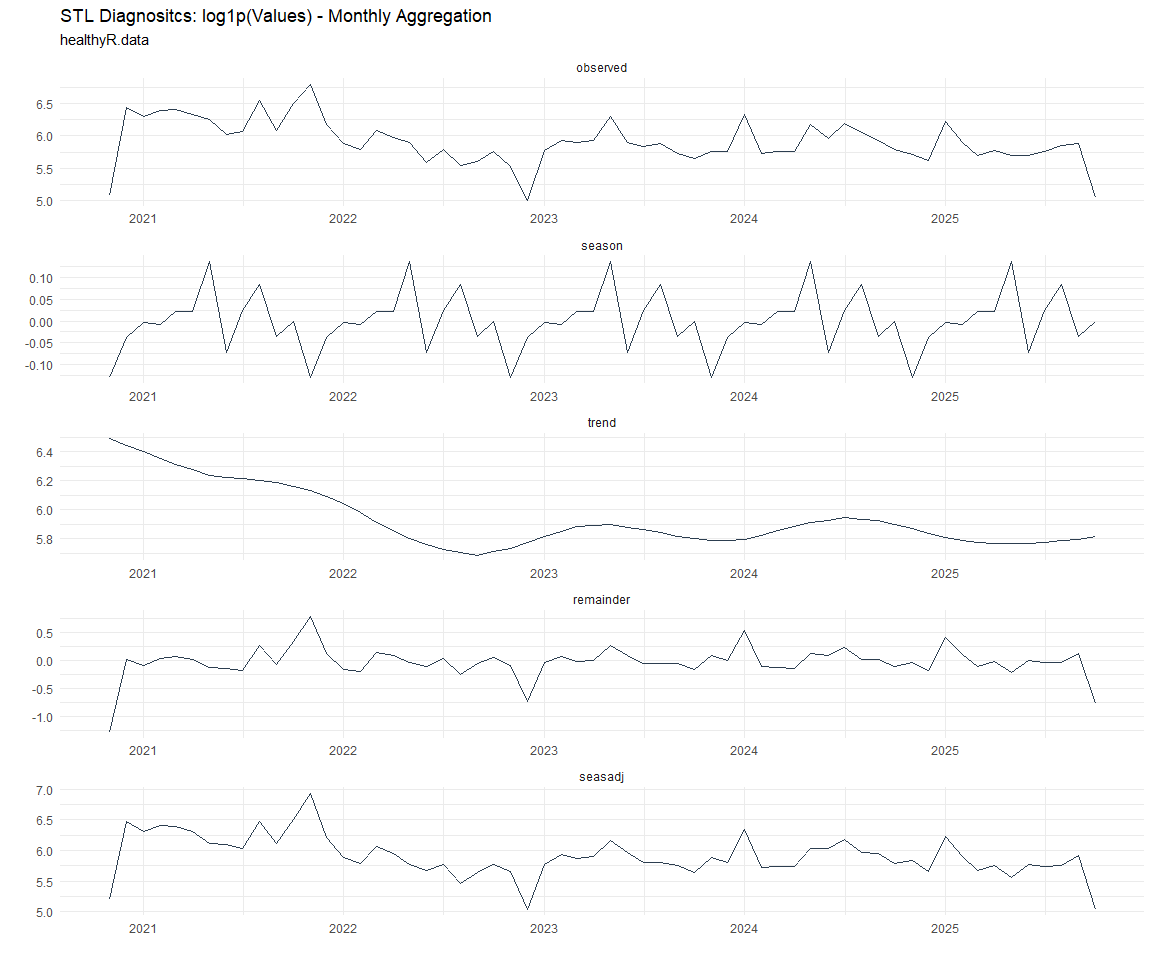 STL Diagnositcs: log1p(Values) - Monthly Aggregation
healthyR.data
observed
6.5
6.0
5.5
5.0
2021 2022 2023 2024 2025
season
0.10
0.05
0.00
-0.05
-0.10
2021 2022 2023 2024 2025
trend
6.4
6.2
6.0
5.8
2021 2022 2023 2024 2025
remainder
0.5
0.0
-0.5
-1.0
2021 2022 2023 2024 2025
seasadj
7.0
6.5
6.0
5.5
5.0
2021 2022 2023 2024 2025